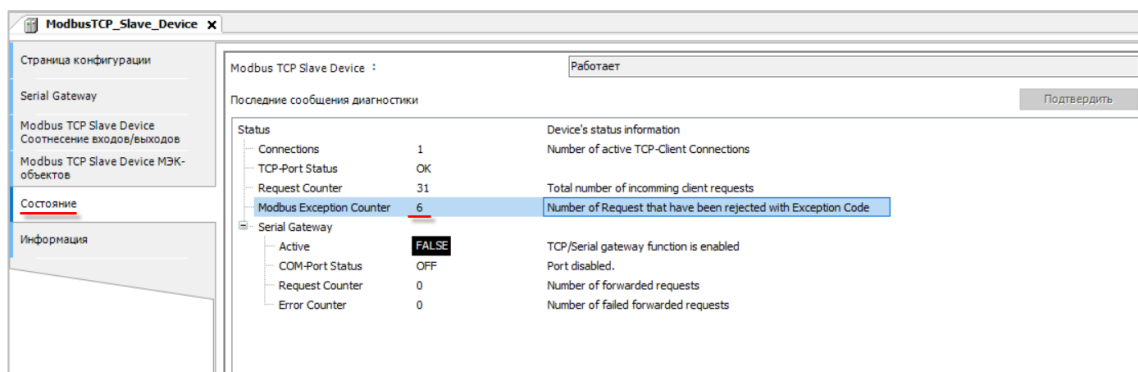 ModbusTCP_Slave_Device X
Страница конфигурации
Serial Gateway
Modbus TCP Slave Device
Соотнесение входов/выходов
Modbus TCP Slave Device МЭК-
объектов
Состояние
Информация
Modbus TCP Slave Device : Работает
Последние сообщения диагностики Подтвердить
Status Device's status information
Connections 1 Number of active TCP-Client Connections
TCP-Port Status OK
Request Counter 31 Total number of incomming client requests
Modbus Exception Counter 6 Number of Request that have been rejected with Exception Code
Serial Gateway
Active FALSE TCP/Serial gateway function is enabled
COM-Port Status OFF Port disabled.
Request Counter 0 Number of forwarded requests
Error Counter 0 Number of failed forwarded requests